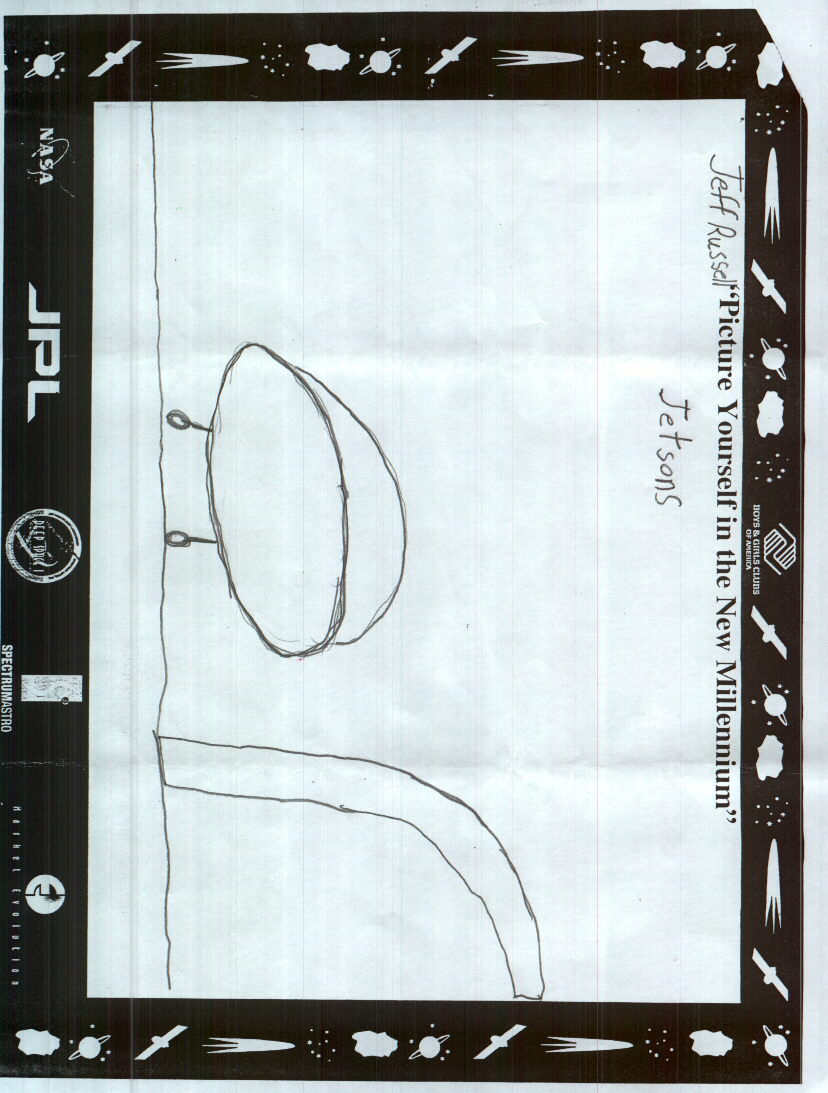 BOYS & GIRLS CLUBS
OF AMERICA
Jeff Russell
"Picture Yourself in the New Millennium"
Jetsons
NASA
JPL
DEEP SPACE 1
SPECTRUMASTRO
Market Evolution